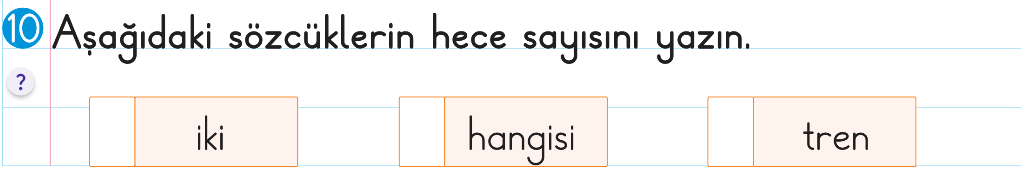 10 Aşağıdaki sözcüklerin hece sayısını yazın.
?
iki hangisi tren